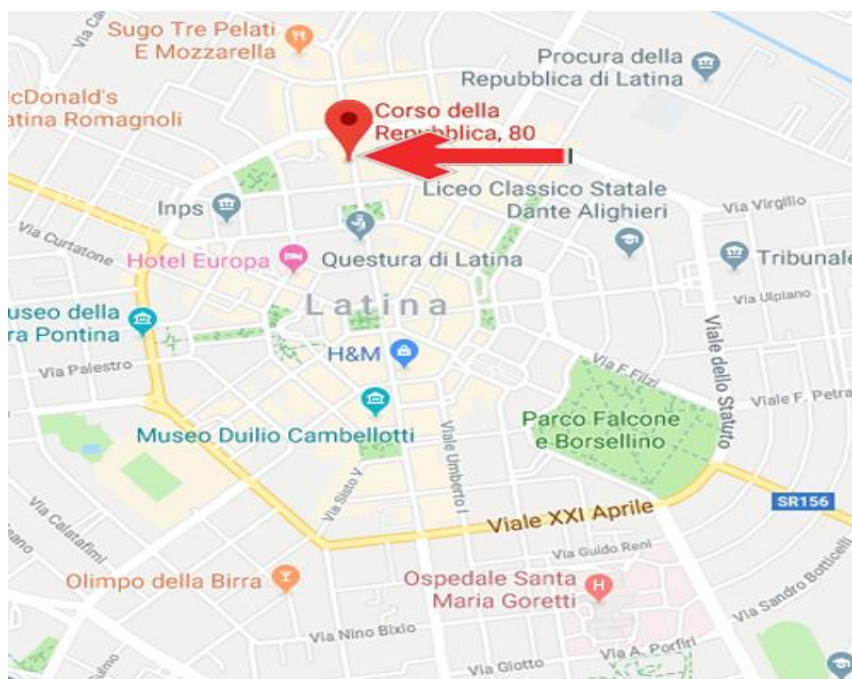 Sugo Tre Pelati
E Mozzarella
Procura della
Repubblica di Latina
cDonald's
atina Romagnoli
Corso della
Repubblica, 80
Liceo Classico Statale
Dante Alighieri
Inps
Via Virgilio
Via Curtatone
Hotel Europa
Questura di Latina
Tribunale
Latina
Via Ulpiano
useo della
ra Pontina
H&M
Via Palestro
Via F. Filzi
Viale dello Statuto
Viale F. Petra
Parco Falcone
e Borsellino
Museo Duilio Cambellotti
Viale Umberto I
Via Sisto V
SR156
Viale XXI Aprile
Via Calatafimi
Via Guido Reni
Olimpo della Birra
Ospedale Santa
Maria Goretti
H
Via Sandro Botticelli
Via Nino Bixio
Via A. Porfiri
Via Giotto